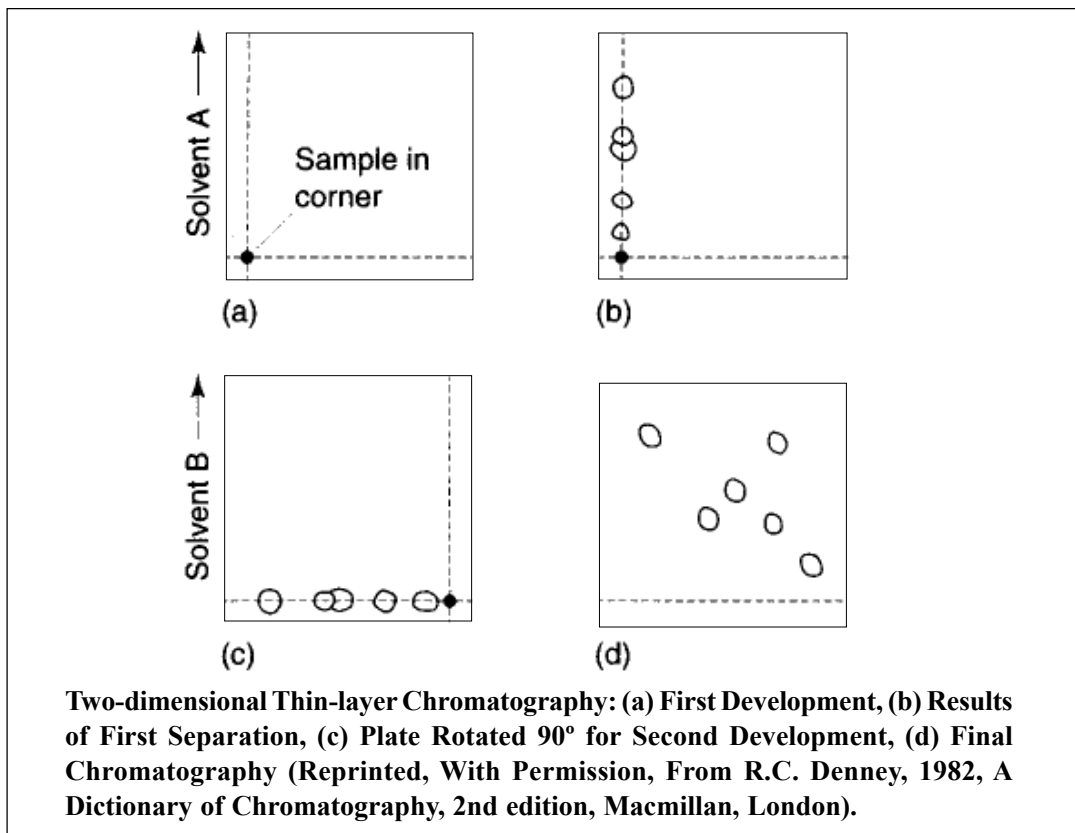 Solvent A
Sample in
corner
(a)
(b)
Solvent B
(c)
(d)
Two-dimensional Thin-layer Chromatography: (a) First Development, (b) Results
of First Separation, (c) Plate Rotated 90º for Second Development, (d) Final
Chromatography (Reprinted, With Permission, From R.C. Denney, 1982, A
Dictionary of Chromatography, 2nd edition, Macmillan, London).